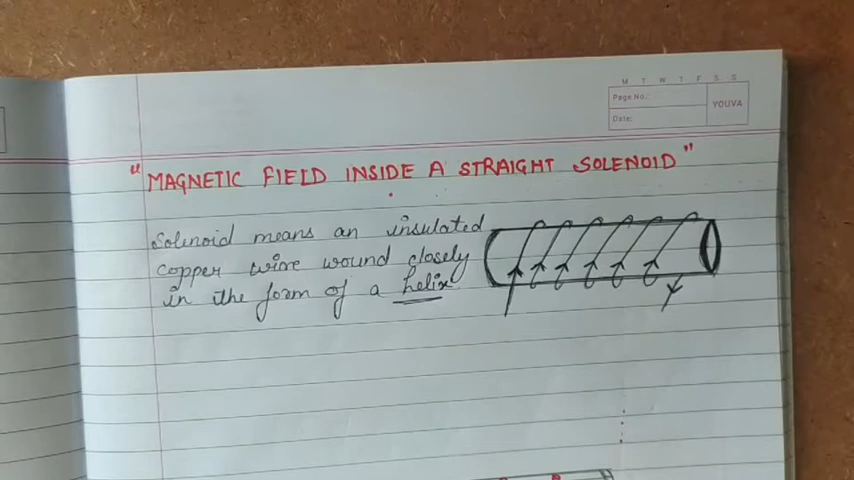 M T W T F S S
Page No.:
YOUVA
Date:
"MAGNETIC FIELD INSIDE A STRAIGHT SOLENOID"
Solenoid means an insulated
copper wire wound closely
in the form of a helix